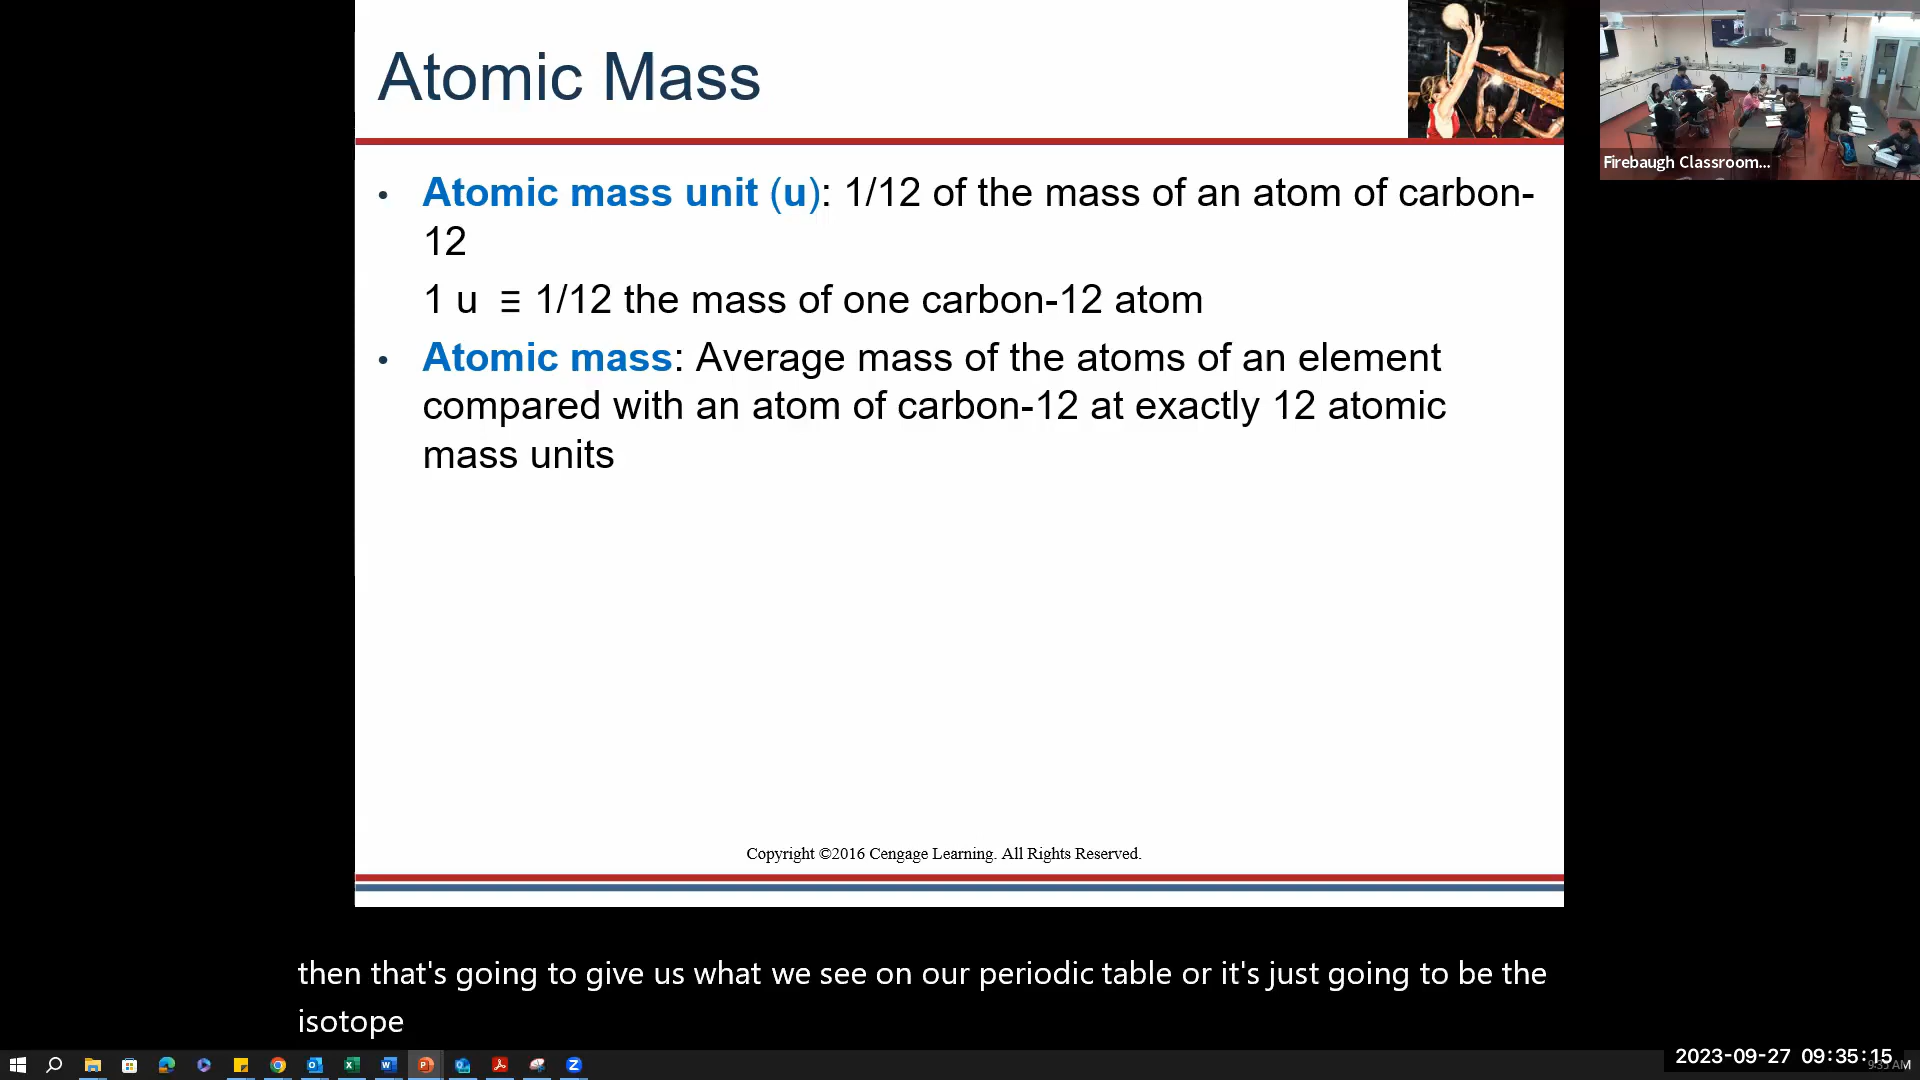 Atomic Mass
Firebaugh Classroom...
• Atomic mass unit (u): 1/12 of the mass of an atom of carbon-
12
1 u ≡ 1/12 the mass of one carbon-12 atom
• Atomic mass: Average mass of the atoms of an element
compared with an atom of carbon-12 at exactly 12 atomic
mass units
Copyright ©2016 Cengage Learning. All Rights Reserved.
then that's going to give us what we see on our periodic table or it's just going to be the
isotope
2023-09-27 09:35:15
9:35 AM